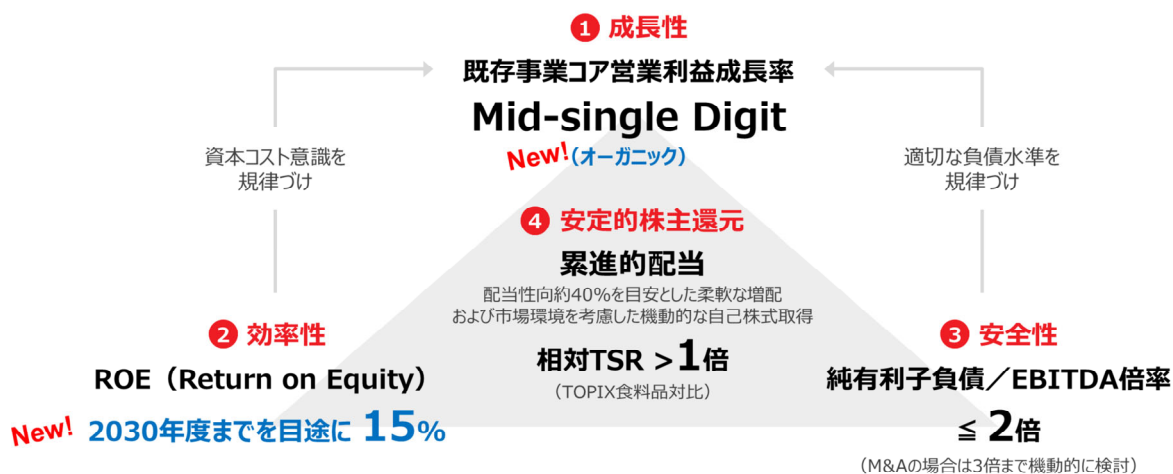 1 成長性
既存事業コア営業利益成長率
Mid-single Digit
New! (オーガニック)
資本コスト意識を
規律づけ
適切な負債水準を
規律づけ
4 安定的株主還元
累進的配当
配当性向約40%を目安とした柔軟な増配
および市場環境を考慮した機動的な自己株式取得
相対TSR >1倍
(TOPIX食料品対比)
2 効率性
ROE(Return on Equity)
New! 2030年度までを目途に 15%
3 安全性
純有利子負債/EBITDA倍率
≦ 2倍
(M&Aの場合は3倍まで機動的に検討)